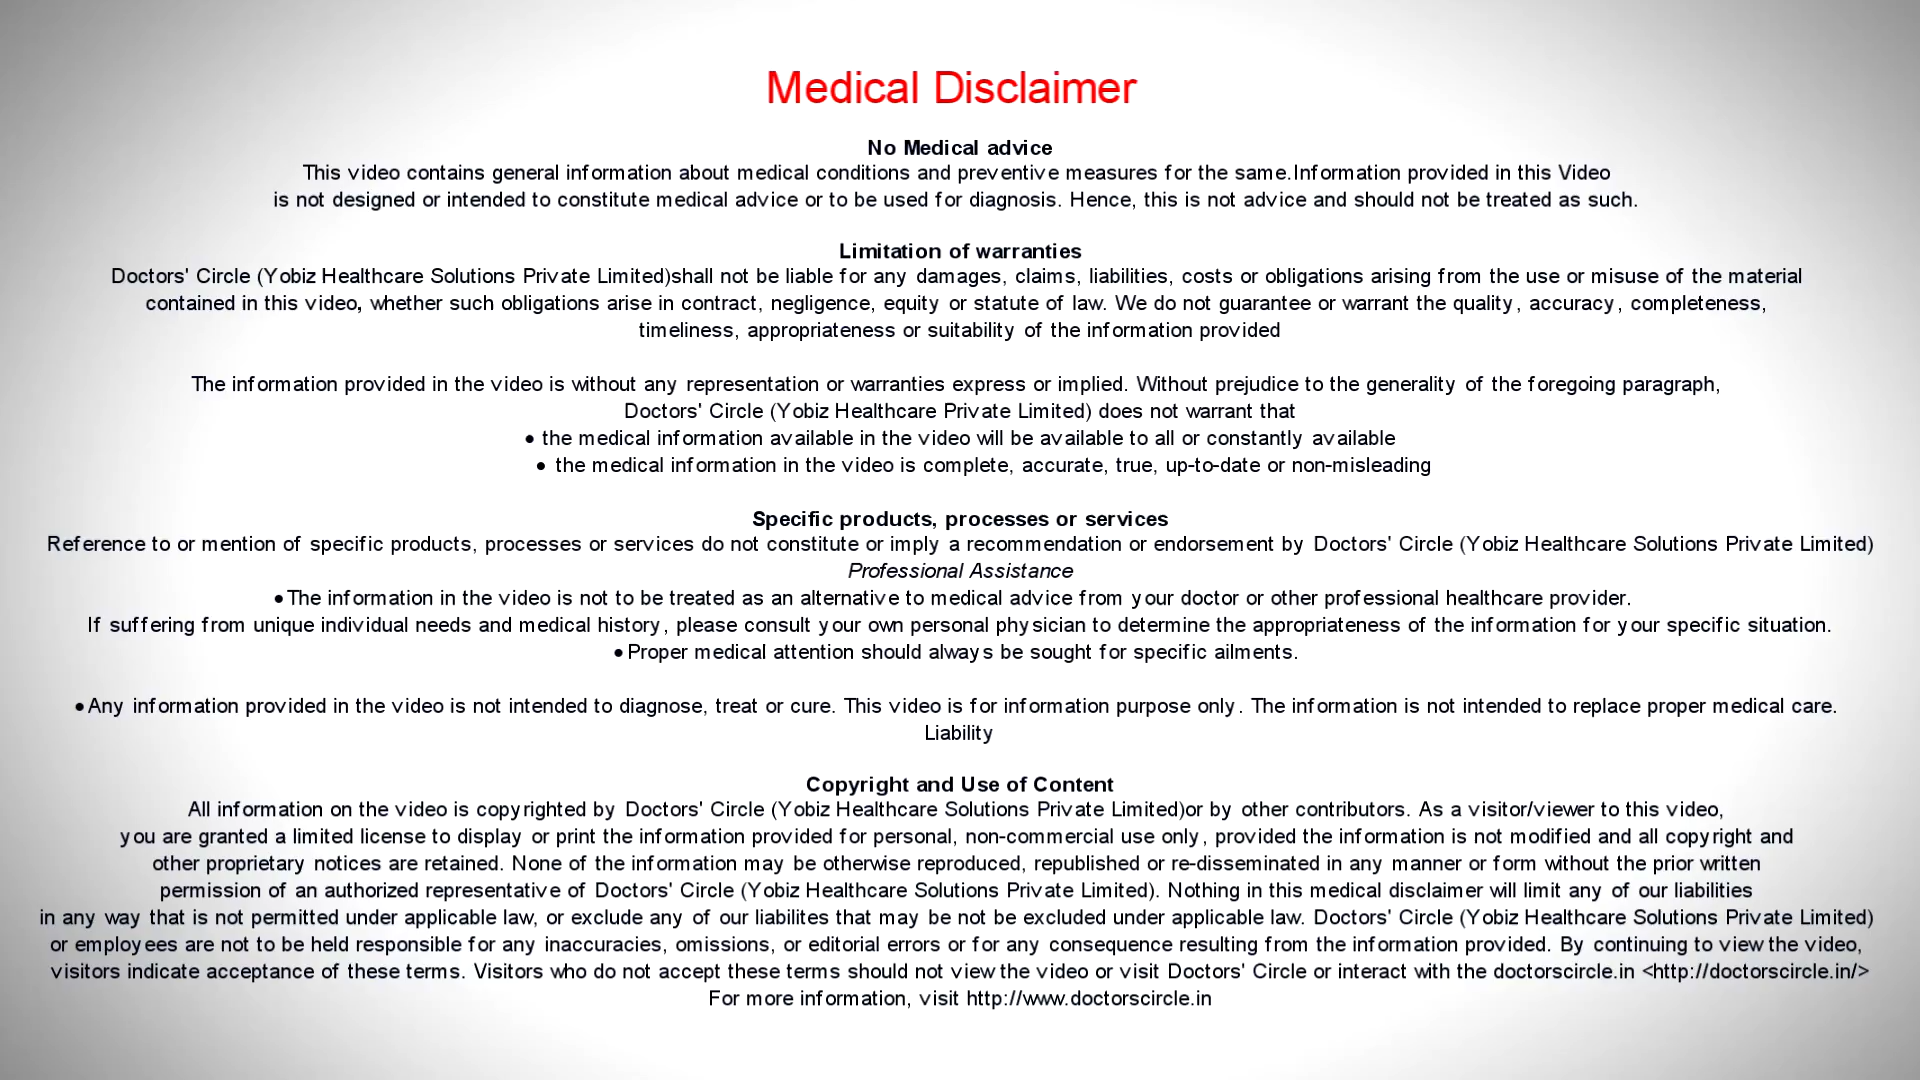 Medical Disclaimer
No Medical advice
This video contains general information about medical conditions and preventive measures for the same.Information provided in this Video
is not designed or intended to constitute medical advice or to be used for diagnosis. Hence, this is not advice and should not be treated as such.
Limitation of warranties
Doctors' Circle (Yobiz Healthcare Solutions Private Limited)shall not be liable for any damages, claims, liabilities, costs or obligations arising from the use or misuse of the material
contained in this video, whether such obligations arise in contract, negligence, equity or statute of law. We do not guarantee or warrant the quality, accuracy, completeness,
timeliness, appropriateness or suitability of the information provided
The information provided in the video is without any representation or warranties express or implied. Without prejudice to the generality of the foregoing paragraph,
Doctors' Circle (Yobiz Healthcare Private Limited) does not warrant that
• the medical information available in the video will be available to all or constantly available
• the medical information in the video is complete, accurate, true, up-to-date or non-misleading
Specific products, processes or services
Reference to or mention of specific products, processes or services do not constitute or imply a recommendation or endorsement by Doctors' Circle (Yobiz Healthcare Solutions Private Limited)
Professional Assistance
•The information in the video is not to be treated as an alternative to medical advice from your doctor or other professional healthcare provider.
If suffering from unique individual needs and medical history, please consult your own personal physician to determine the appropriateness of the information for your specific situation.
•Proper medical attention should always be sought for specific ailments.
•Any information provided in the video is not intended to diagnose, treat or cure. This video is for information purpose only. The information is not intended to replace proper medical care.
Liability
Copyright and Use of Content
All information on the video is copyrighted by Doctors' Circle (Yobiz Healthcare Solutions Private Limited)or by other contributors. As a visitor/viewer to this video,
you are granted a limited license to display or print the information provided for personal, non-commercial use only, provided the information is not modified and all copyright and
other proprietary notices are retained. None of the information may be otherwise reproduced, republished or re-disseminated in any manner or form without the prior written
permission of an authorized representative of Doctors' Circle (Yobiz Healthcare Solutions Private Limited). Nothing in this medical disclaimer will limit any of our liabilities
in any way that is not permitted under applicable law, or exclude any of our liabilites that may be not be excluded under applicable law. Doctors' Circle (Yobiz Healthcare Solutions Private Limited)
or employees are not to be held responsible for any inaccuracies, omissions, or editorial errors or for any consequence resulting from the information provided. By continuing to view the video,
visitors indicate acceptance of these terms. Visitors who do not accept these terms should not view the video or visit Doctors' Circle or interact with the doctorscircle.in <http://doctorscircle.in/>
For more information, visit http://www.doctorscircle.in